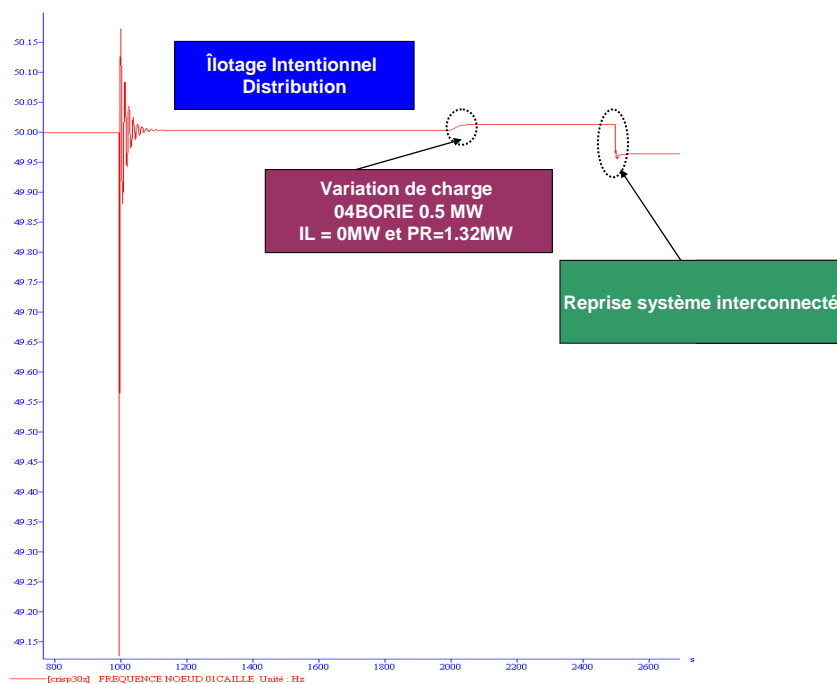 50.15
50.10
50.05
50.00
49.95
49.90
49.85
49.80
49.75
49.70
49.65
49.60
49.55
49.50
49.45
49.40
49.35
49.30
49.25
49.20
49.15
Îlotage Intentionnel
Distribution
Variation de charge
04BORIE 0.5 MW
IL = 0MW et PR=1.32MW
Reprise système interconnecté
800 1000 1200 1400 1600 1800 2000 2200 2400 2600 s
[crisp30z] FREQUENCE NOEUD 01CAILLE Unité : Hz